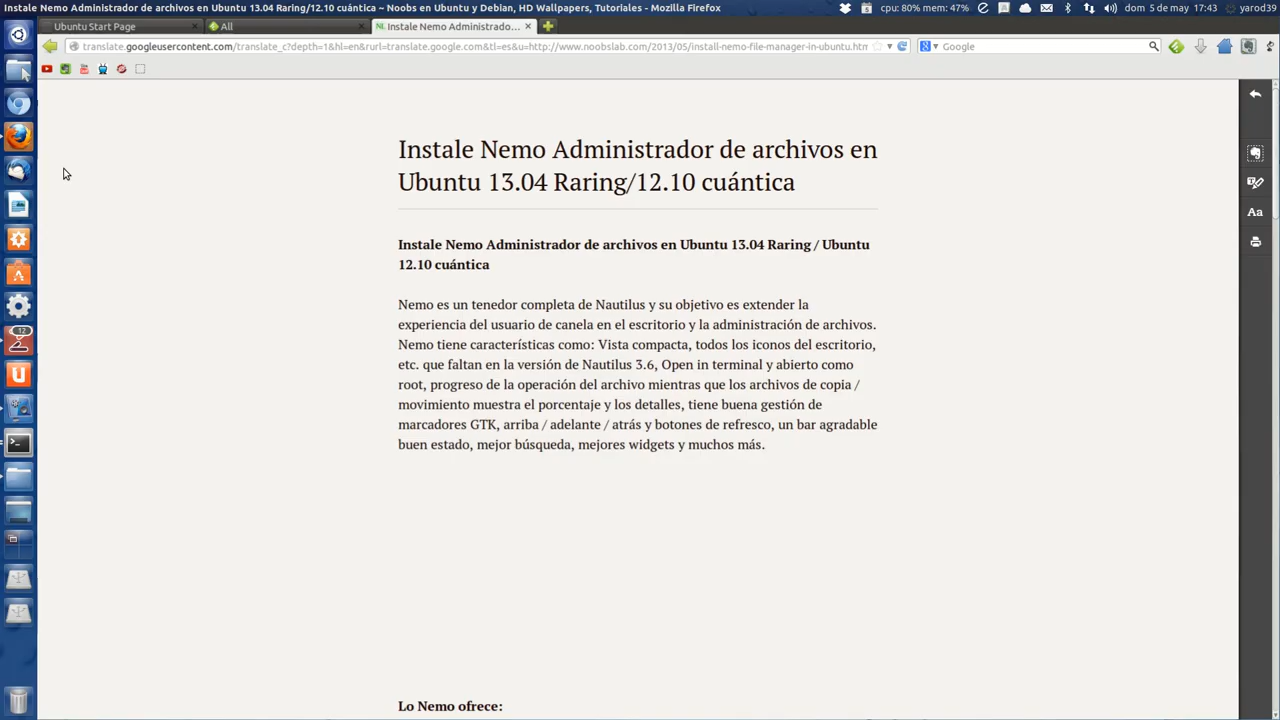 Instale Nemo Administrador de archivos en Ubuntu 13.04 Raring/12.10 cuántica ~ Noobs en Ubuntu y Debian, HD Wallpapers, Tutoriales - Mozilla Firefox
cpu: 80% mem: 47%
dom 5 de may
17:43
yarod39
Ubuntu Start Page
All
Instale Nemo Administrado...
translate.googleusercontent.com/translate_c?depth=1&hl=en&rurl=translate.google.com&tl=es&u=http://www.noobslab.com/2013/05/install-nemo-file-manager-in-ubuntu.htm
Google
Instale Nemo Administrador de archivos en
Ubuntu 13.04 Raring/12.10 cuántica
Instale Nemo Administrador de archivos en Ubuntu 13.04 Raring / Ubuntu
12.10 cuántica
Nemo es un tenedor completa de Nautilus y su objetivo es extender la
experiencia del usuario de canela en el escritorio y la administración de archivos.
Nemo tiene características como: Vista compacta, todos los iconos del escritorio,
etc. que faltan en la versión de Nautilus 3.6, Open in terminal y abierto como
root, progreso de la operación del archivo mientras que los archivos de copia /
movimiento muestra el porcentaje y los detalles, tiene buena gestión de
marcadores GTK, arriba / adelante / atrás y botones de refresco, un bar agradable
buen estado, mejor búsqueda, mejores widgets y muchos más.
Lo Nemo ofrece:
Aa
12